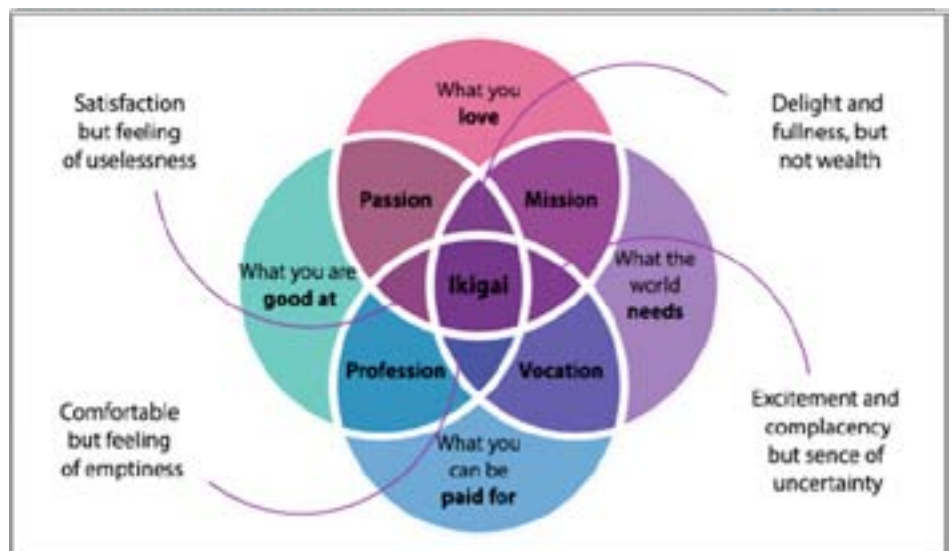 What you
love
Satisfaction
but feeling
of uselessness
Delight and
fullness, but
not wealth
Passion
Mission
What you are
good at
Ikigai
What the
world
needs
Profession
Vocation
Comfortable
but feeling
of emptiness
What you
can be
paid for
Excitement and
complacency
but sence of
uncertainty